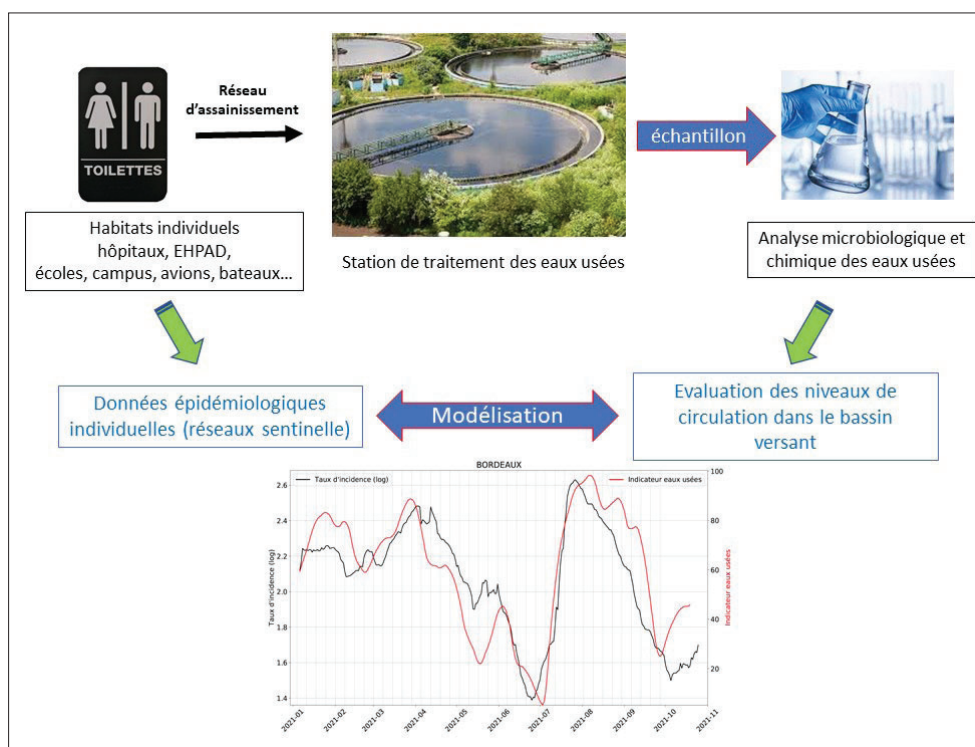 Réseau
d'assainissement
TOILETTES
échantillon
Habitats individuels
hôpitaux, EHPAD,
écoles, campus, avions, bateaux...
Station de traitement des eaux usées
Analyse microbiologique et
chimique des eaux usées
Données épidémiologiques
individuelles (réseaux sentinelle)
Modélisation
Evaluation des niveaux de
circulation dans le bassin
versant
BORDEAUX
Taux d'incidence (log)
Indicateur eaux usées
Taux d'incidence (log)
2.6
2.4
2.2
2.0
1.8
1.6
1.4
100
80
60
40
20
Indicateur eaux usées
2021-01
2021-02
2021-03
2021-04
2021-05
2021-06
2021-07
2021-08
2021-09
2021-10
2021-11